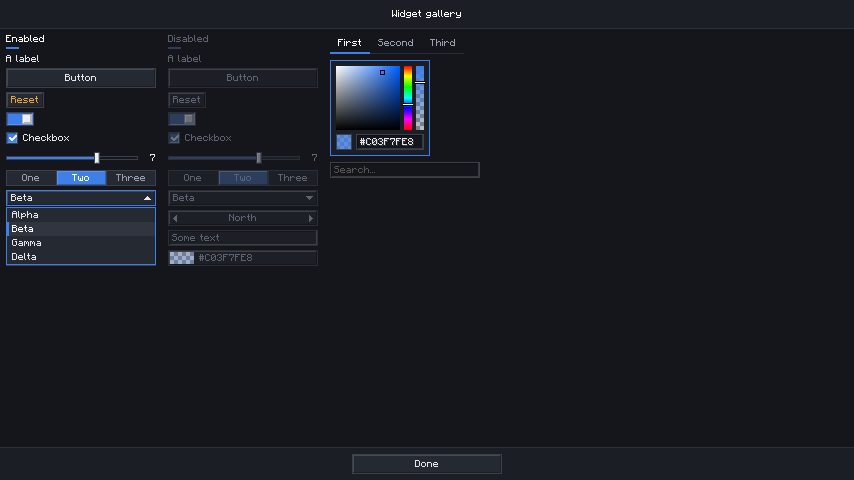 Widget gallery
Enabled
A label
Button
Reset
Checkbox
7
One Two Three
Beta
Alpha
Beta
Gamma
Delta
Disabled
A label
Button
Reset
Checkbox
7
One Two Three
Beta
North
Some text
#C03F7FE8
First Second Third
#C03F7FE8
Search...
Done